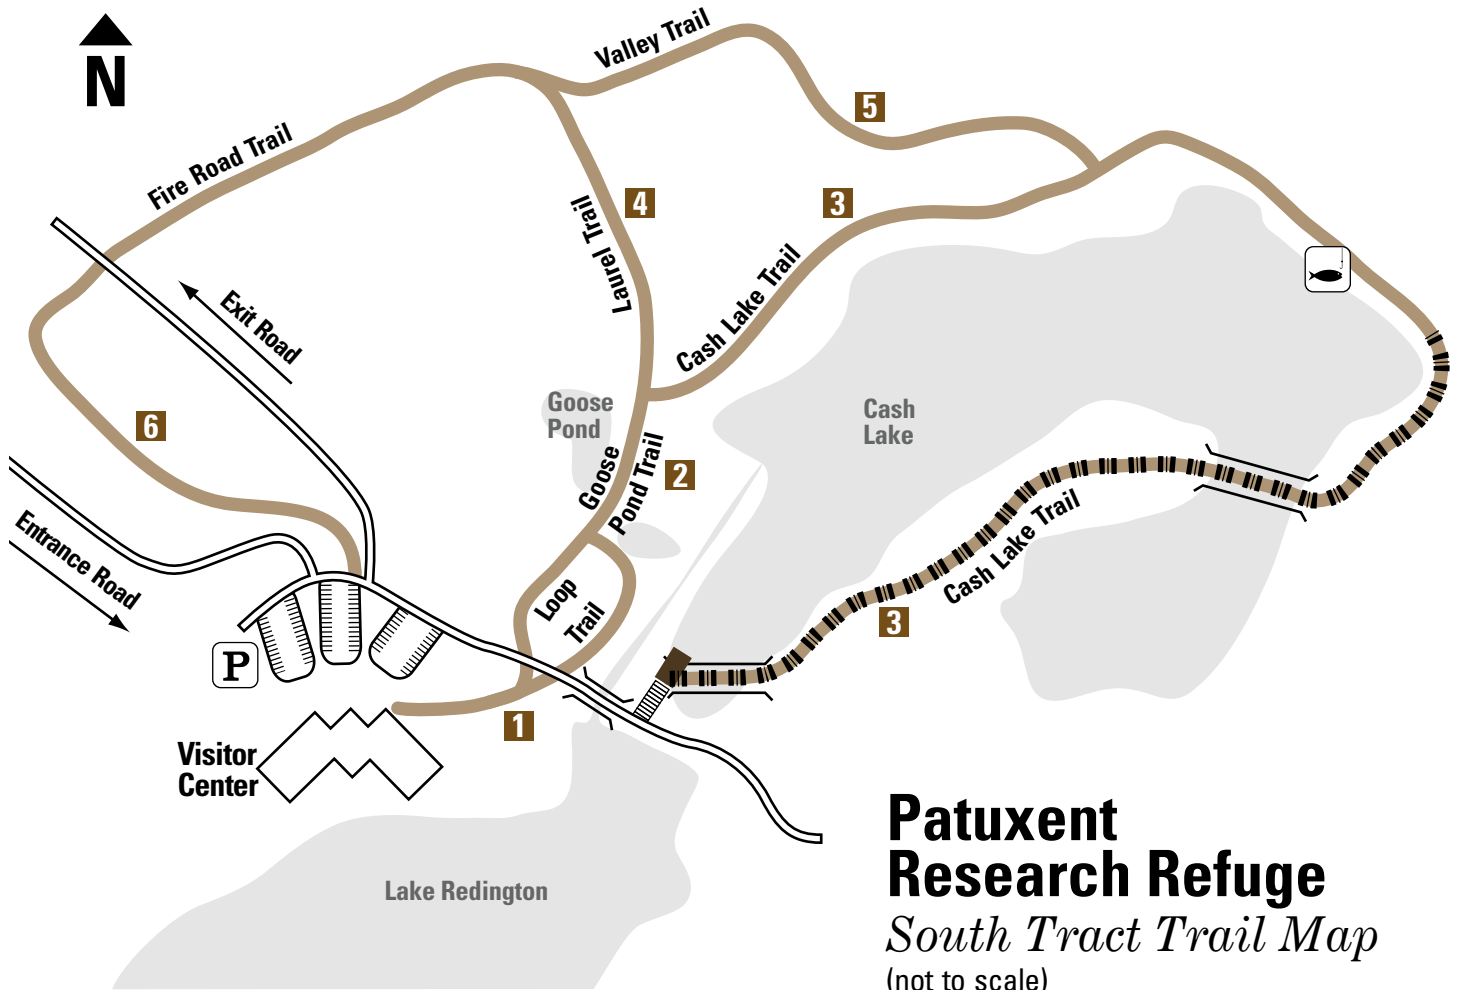 N
Valley Trail
5
Fire Road Trail
4
3
Laurel Trail
Cash Lake Trail
Exit Road
Goose
Pond
Cash
Lake
6
Goose
Pond Trail
2
Entrance Road
Cash Lake Trail
Loop
Trail
3
P
1
Visitor
Center
Lake Redington
Patuxent
Research Refuge
South Tract Trail Map
(not to scale)